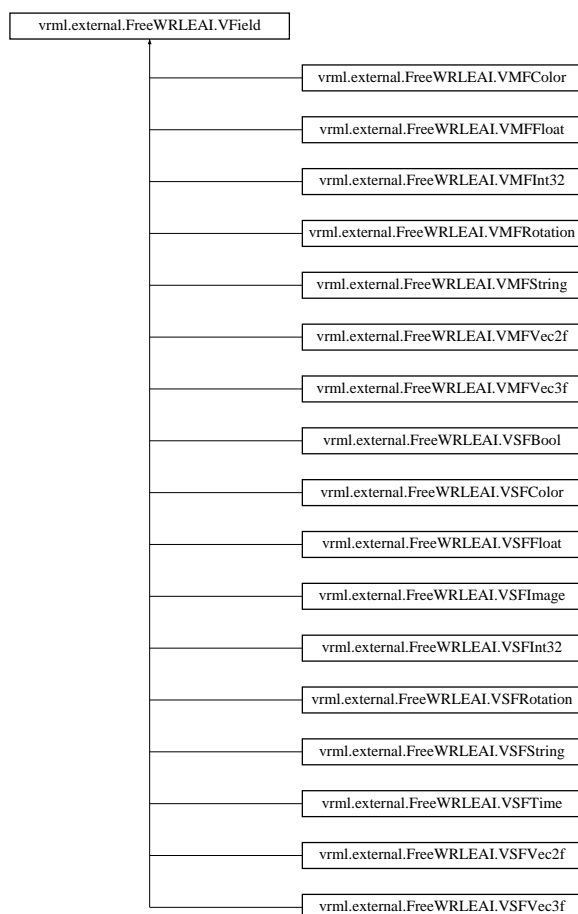 vrml.external.FreeWRLEAI.VField
vrml.external.FreeWRLEAI.VMFColor
vrml.external.FreeWRLEAI.VMFFloat
vrml.external.FreeWRLEAI.VMFInt32
vrml.external.FreeWRLEAI.VMFRotation
vrml.external.FreeWRLEAI.VMFString
vrml.external.FreeWRLEAI.VMFVec2f
vrml.external.FreeWRLEAI.VMFVec3f
vrml.external.FreeWRLEAI.VSFBool
vrml.external.FreeWRLEAI.VSFColor
vrml.external.FreeWRLEAI.VSFFloat
vrml.external.FreeWRLEAI.VSFImage
vrml.external.FreeWRLEAI.VSFInt32
vrml.external.FreeWRLEAI.VSFRotation
vrml.external.FreeWRLEAI.VSFString
vrml.external.FreeWRLEAI.VSFTime
vrml.external.FreeWRLEAI.VSFVec2f
vrml.external.FreeWRLEAI.VSFVec3f